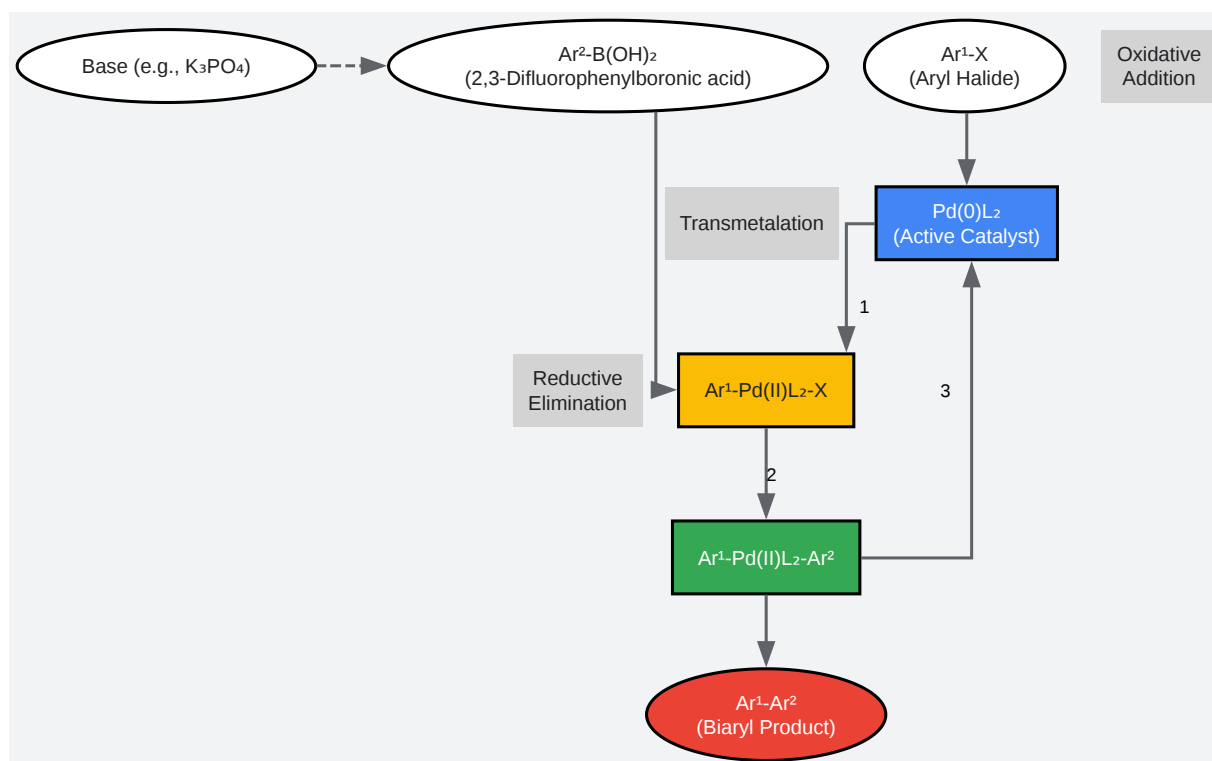 Base (e.g., K₃PO₄)
Ar²-B(OH)₂
(2,3-Difluorophenylboronic acid)
Ar¹-X
(Aryl Halide)
Oxidative
Addition
Transmetalation
Pd(0)L₂
(Active Catalyst)
1
Reductive
Elimination
Ar¹-Pd(II)L₂-X
3
2
Ar¹-Pd(II)L₂-Ar²
Ar¹-Ar²
(Biaryl Product)